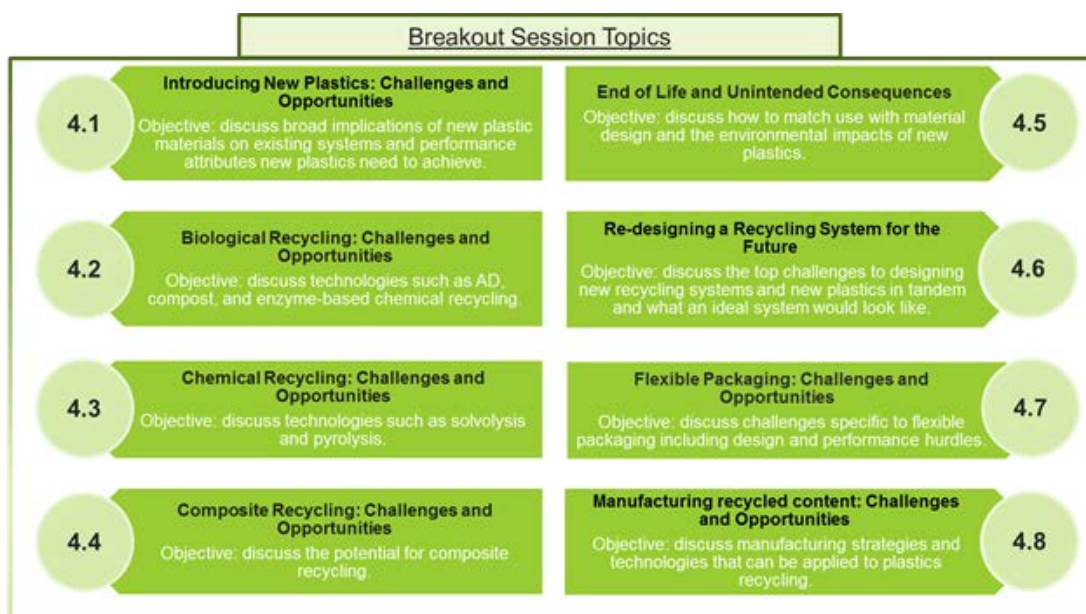 Breakout Session Topics
4.1
Introducing New Plastics: Challenges and
Opportunities
Objective: discuss broad implications of new plastic
materials on existing systems and performance
attributes new plastics need to achieve.
4.2
Biological Recycling: Challenges and
Opportunities
Objective: discuss technologies such as AD,
compost, and enzyme-based chemical recycling.
4.3
Chemical Recycling: Challenges and
Opportunities
Objective: discuss technologies such as solvolysis
and pyrolysis.
4.4
Composite Recycling: Challenges and
Opportunities
Objective: discuss the potential for composite
recycling.
End of Life and Unintended Consequences
Objective: discuss how to match use with material
design and the environmental impacts of new
plastics.
4.5
Re-designing a Recycling System for the
Future
Objective: discuss the top challenges to designing
new recycling systems and new plastics in tandem
and what an ideal system would look like.
4.6
Flexible Packaging: Challenges and
Opportunities
Objective: discuss challenges specific to flexible
packaging including design and performance hurdles.
4.7
Manufacturing recycled content: Challenges
and Opportunities
Objective: discuss manufacturing strategies and
technologies that can be applied to plastics
recycling.
4.8